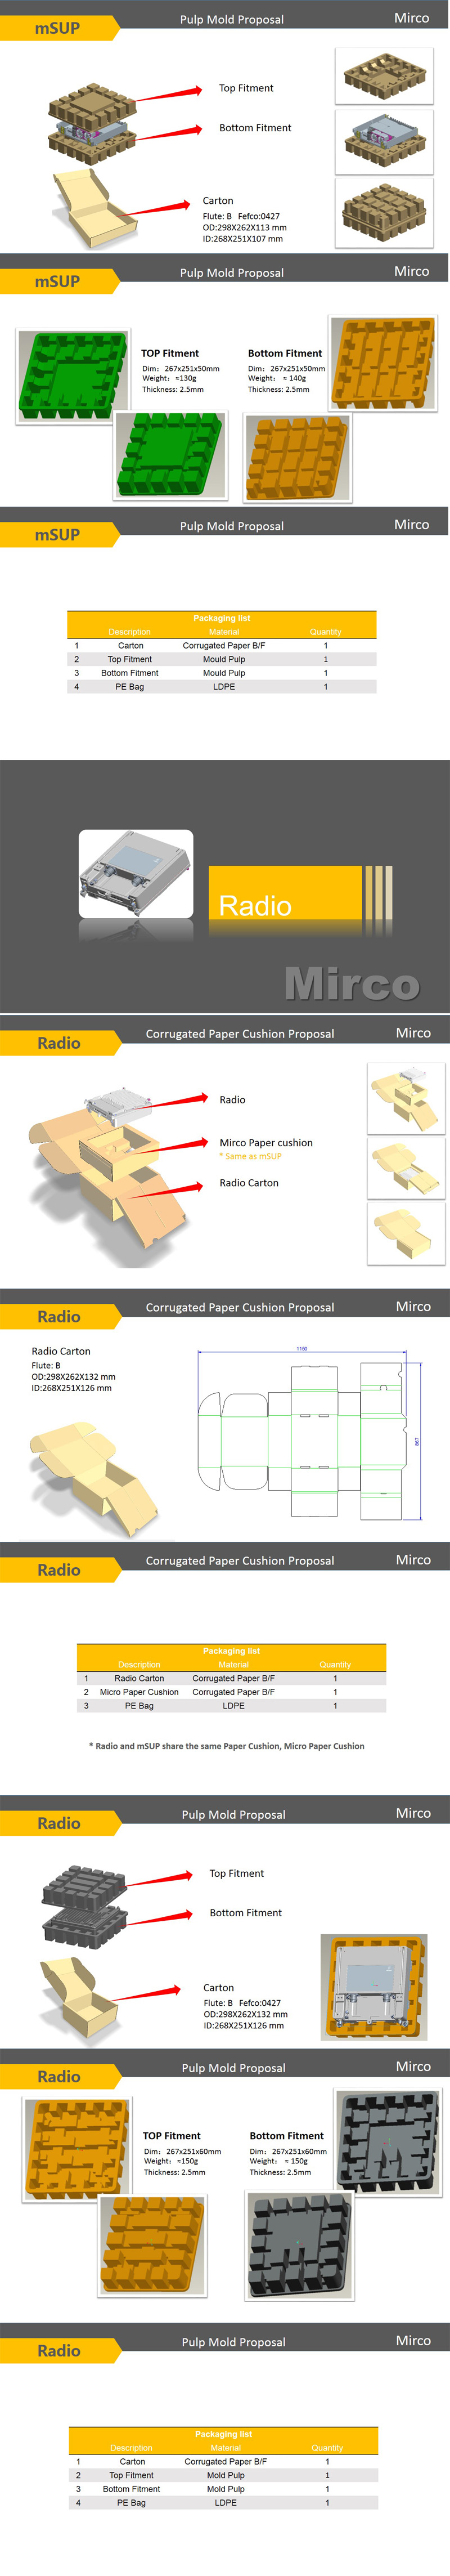 mSUP
Pulp Mold Proposal
Mirco
Top Fitment
Bottom Fitment
Carton
Flute: B   Fefco:0427
OD:298X262X113 mm
ID:268X251X107 mm
mSUP
Pulp Mold Proposal
Mirco
TOP Fitment
Dim： 267x251x50mm
Weight： ≈130g
Thickness: 2.5mm
Bottom Fitment
Dim： 267x251x50mm
Weight： ≈ 140g
Thickness: 2.5mm
mSUP
Pulp Mold Proposal
Mirco
Packaging list
Description Material Quantity
1 Carton Corrugated Paper B/F 1
2 Top Fitment Mould Pulp 1
3 Bottom Fitment Mould Pulp 1
4 PE Bag LDPE 1
Radio
Mirco
Radio
Corrugated Paper Cushion Proposal
Mirco
Radio
Mirco Paper cushion
* Same as mSUP
Radio Carton
Radio
Corrugated Paper Cushion Proposal
Mirco
Radio Carton
Flute: B
OD:298X262X132 mm
ID:268X251X126 mm
1100
867
Radio
Corrugated Paper Cushion Proposal
Mirco
Packaging list
Description Material Quantity
1 Radio Carton Corrugated Paper B/F 1
2 Micro Paper Cushion Corrugated Paper B/F 1
3 PE Bag LDPE 1
* Radio and mSUP share the same Paper Cushion, Micro Paper Cushion
Radio
Pulp Mold Proposal
Mirco
Top Fitment
Bottom Fitment
Carton
Flute: B   Fefco:0427
OD:298X262X132 mm
ID:268X251X126 mm
Radio
Pulp Mold Proposal
Mirco
TOP Fitment
Dim： 267x251x60mm
Weight： ≈150g
Thickness: 2.5mm
Bottom Fitment
Dim： 267x251x60mm
Weight： ≈ 150g
Thickness: 2.5mm
Radio
Pulp Mold Proposal
Mirco
Packaging list
Description Material Quantity
1 Carton Corrugated Paper B/F 1
2 Top Fitment Mold Pulp 1
3 Bottom Fitment Mold Pulp 1
4 PE Bag LDPE 1